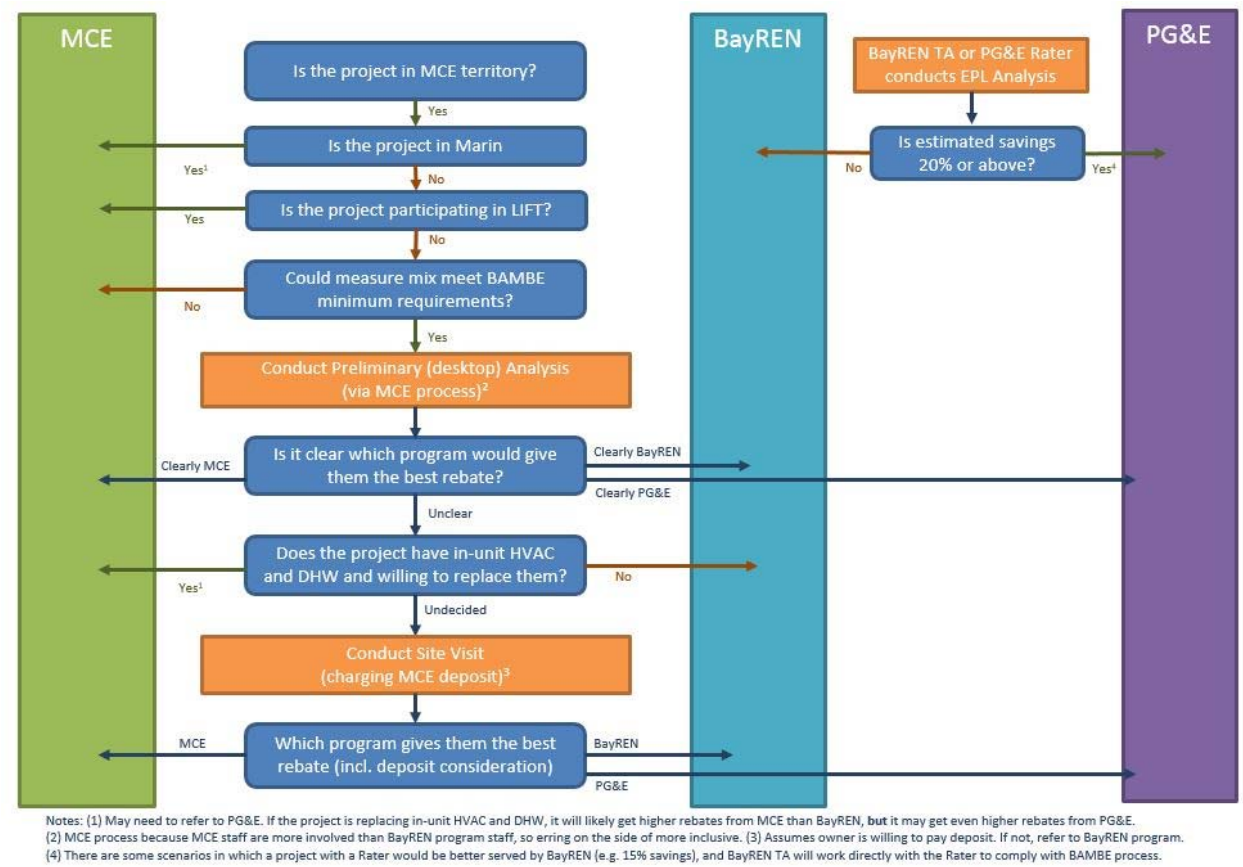 MCE
BayREN
PG&E
Is the project in MCE territory?
Yes
Is the project in Marin
Yes¹
No
Is the project participating in LIFT?
Yes
No
Could measure mix meet BAMBE
minimum requirements?
No
Yes
Conduct Preliminary (desktop) Analysis
(via MCE process)²
Is it clear which program would give
them the best rebate?
Clearly MCE
Clearly BayREN
Clearly PG&E
Unclear
Does the project have in-unit HVAC
and DHW and willing to replace them?
Yes¹
No
Undecided
Conduct Site Visit
(charging MCE deposit)³
Which program gives them the best
rebate (incl. deposit consideration)
MCE
BayREN
PG&E
BayREN TA or PG&E Rater
conducts EPL Analysis
Is estimated savings
20% or above?
No
Yes⁴
Notes: (1) May need to refer to PG&E. If the project is replacing in-unit HVAC and DHW, it will likely get higher rebates from MCE than BayREN, but it may get even higher rebates from PG&E.
(2) MCE process because MCE staff are more involved than BayREN program staff, so erring on the side of more inclusive. (3) Assumes owner is willing to pay deposit. If not, refer to BayREN program.
(4) There are some scenarios in which a project with a Rater would be better served by BayREN (e.g. 15% savings), and BayREN TA will work directly with the Rater to comply with BAMBE process.